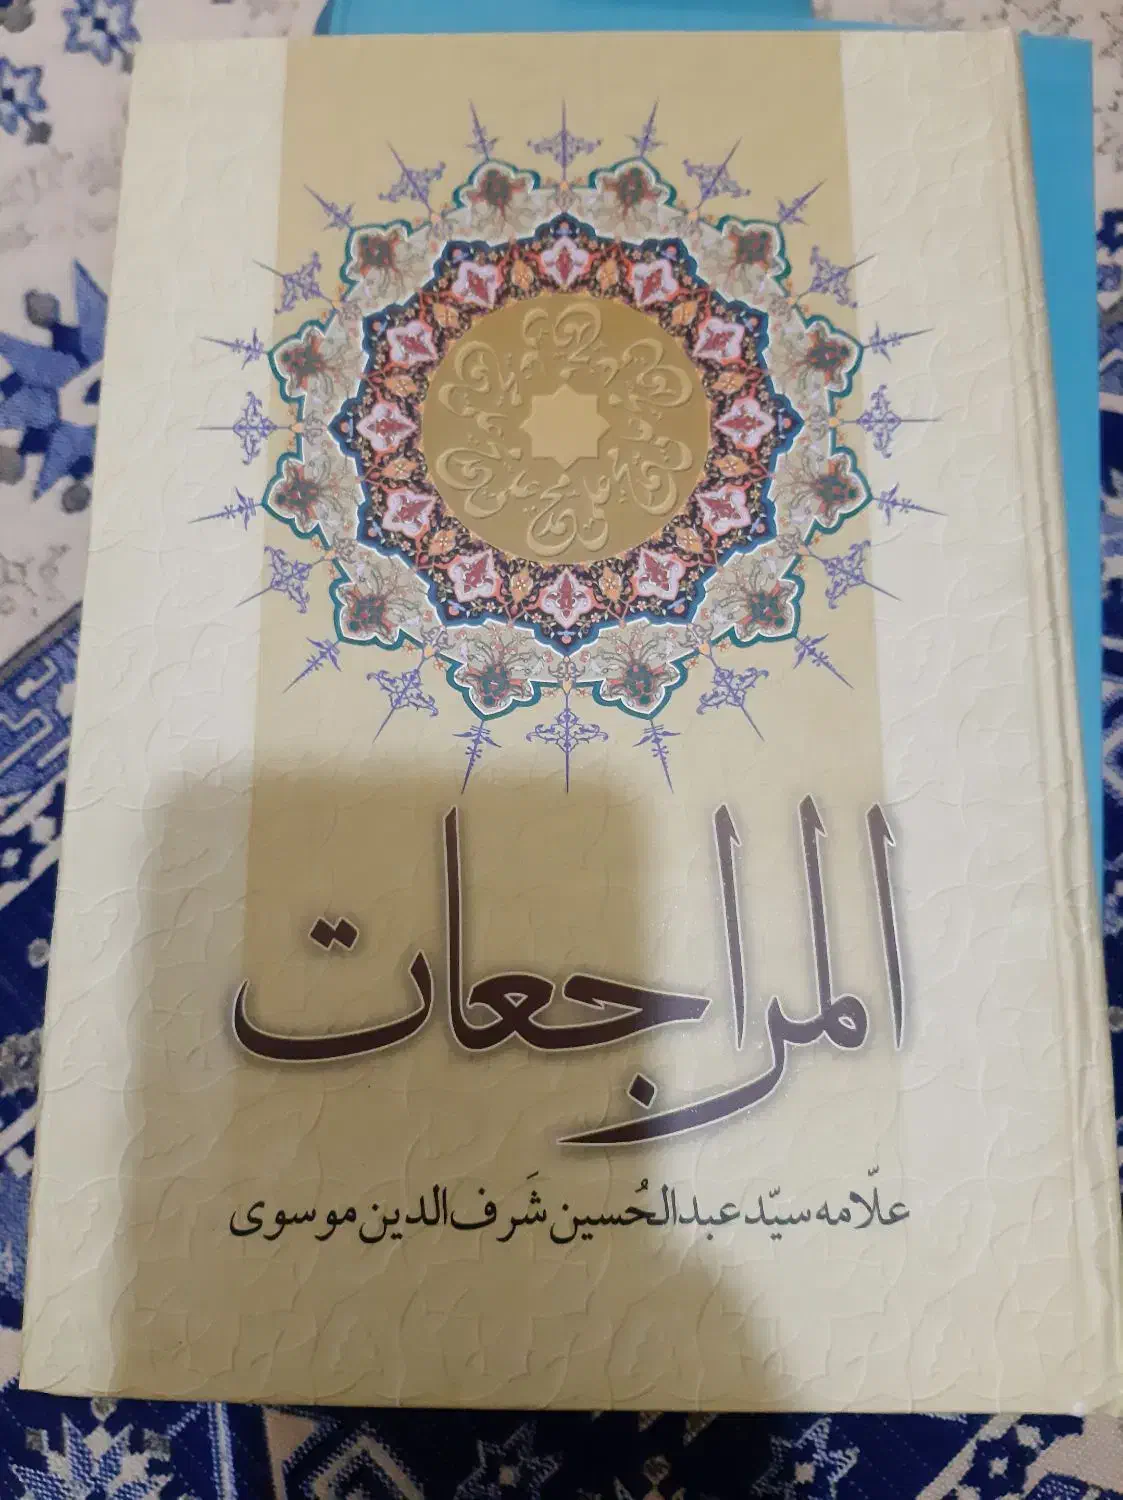 المراجعات
علّامه سیّد عبدالحُسین شَرف‌الدین موسوی